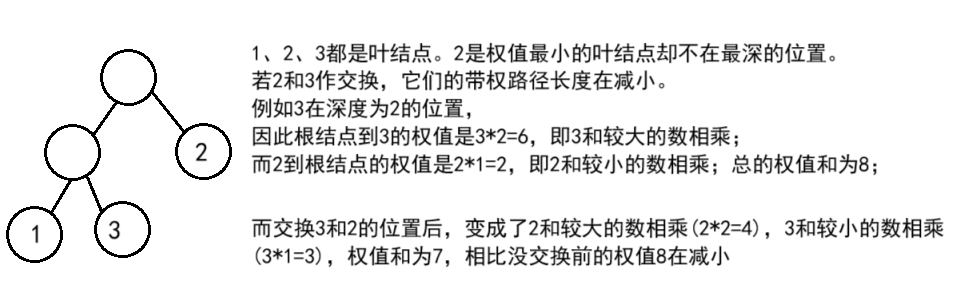 1、2、3都是叶结点。2是权值最小的叶结点却不在最深的位置。
若2和3作交换，它们的带权路径长度在减小。
例如3在深度为2的位置，
因此根结点到3的权值是3*2=6，即3和较大的数相乘；
而2到根结点的权值是2*1=2，即2和较小的数相乘；总的权值和为8；
而交换3和2的位置后，变成了2和较大的数相乘(2*2=4)，3和较小的数相乘
(3*1=3)，权值和为7，相比没交换前的权值8在减小
2
1
3